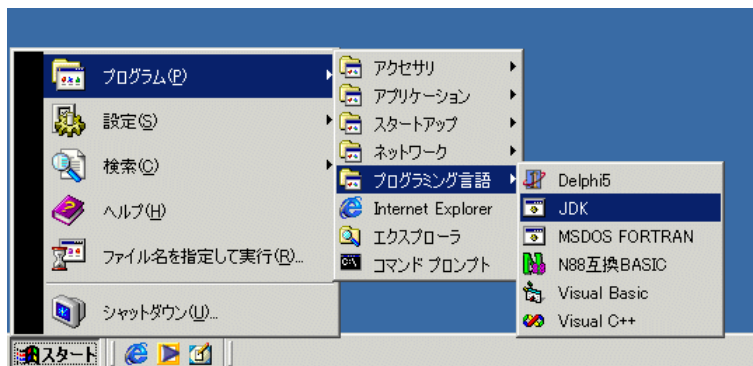 プログラム(P)
設定(S)
検索(C)
ヘルプ(H)
ファイル名を指定して実行(R)...
シャットダウン(U)...
アクセサリ
アプリケーション
スタートアップ
ネットワーク
プログラミング言語
Internet Explorer
エクスプローラ
コマンド プロンプト
Delphi5
JDK
MSDOS FORTRAN
N88互換BASIC
Visual Basic
Visual C++
スタート